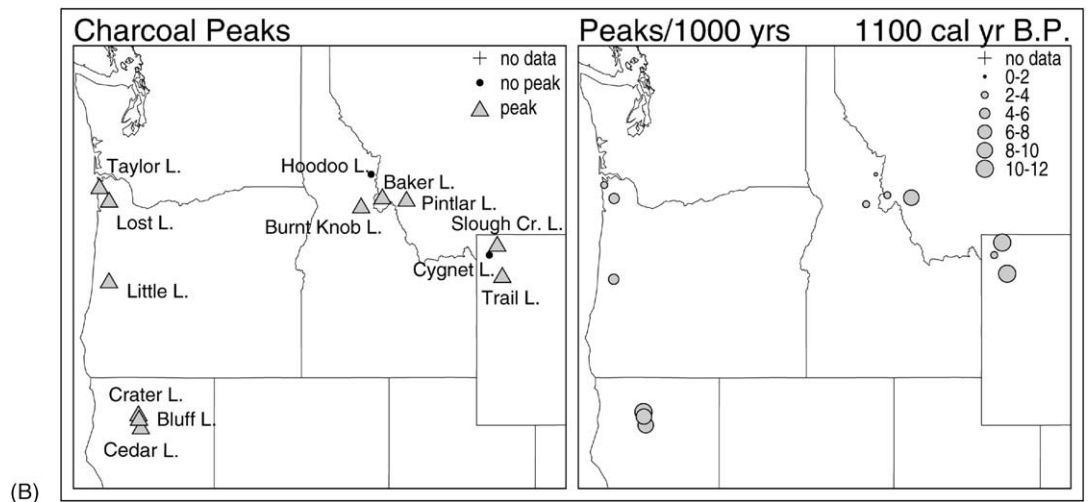 Charcoal Peaks
no data
no peak
peak
Taylor L.
Hoodoo L.
Baker L.
Pintlar L.
Lost L.
Burnt Knob L.
Slough Cr. L.
Cygnet L.
Trail L.
Little L.
Crater L.
Bluff L.
Cedar L.
Peaks/1000 yrs 1100 cal yr B.P.
no data
0-2
2-4
4-6
6-8
8-10
10-12
(B)